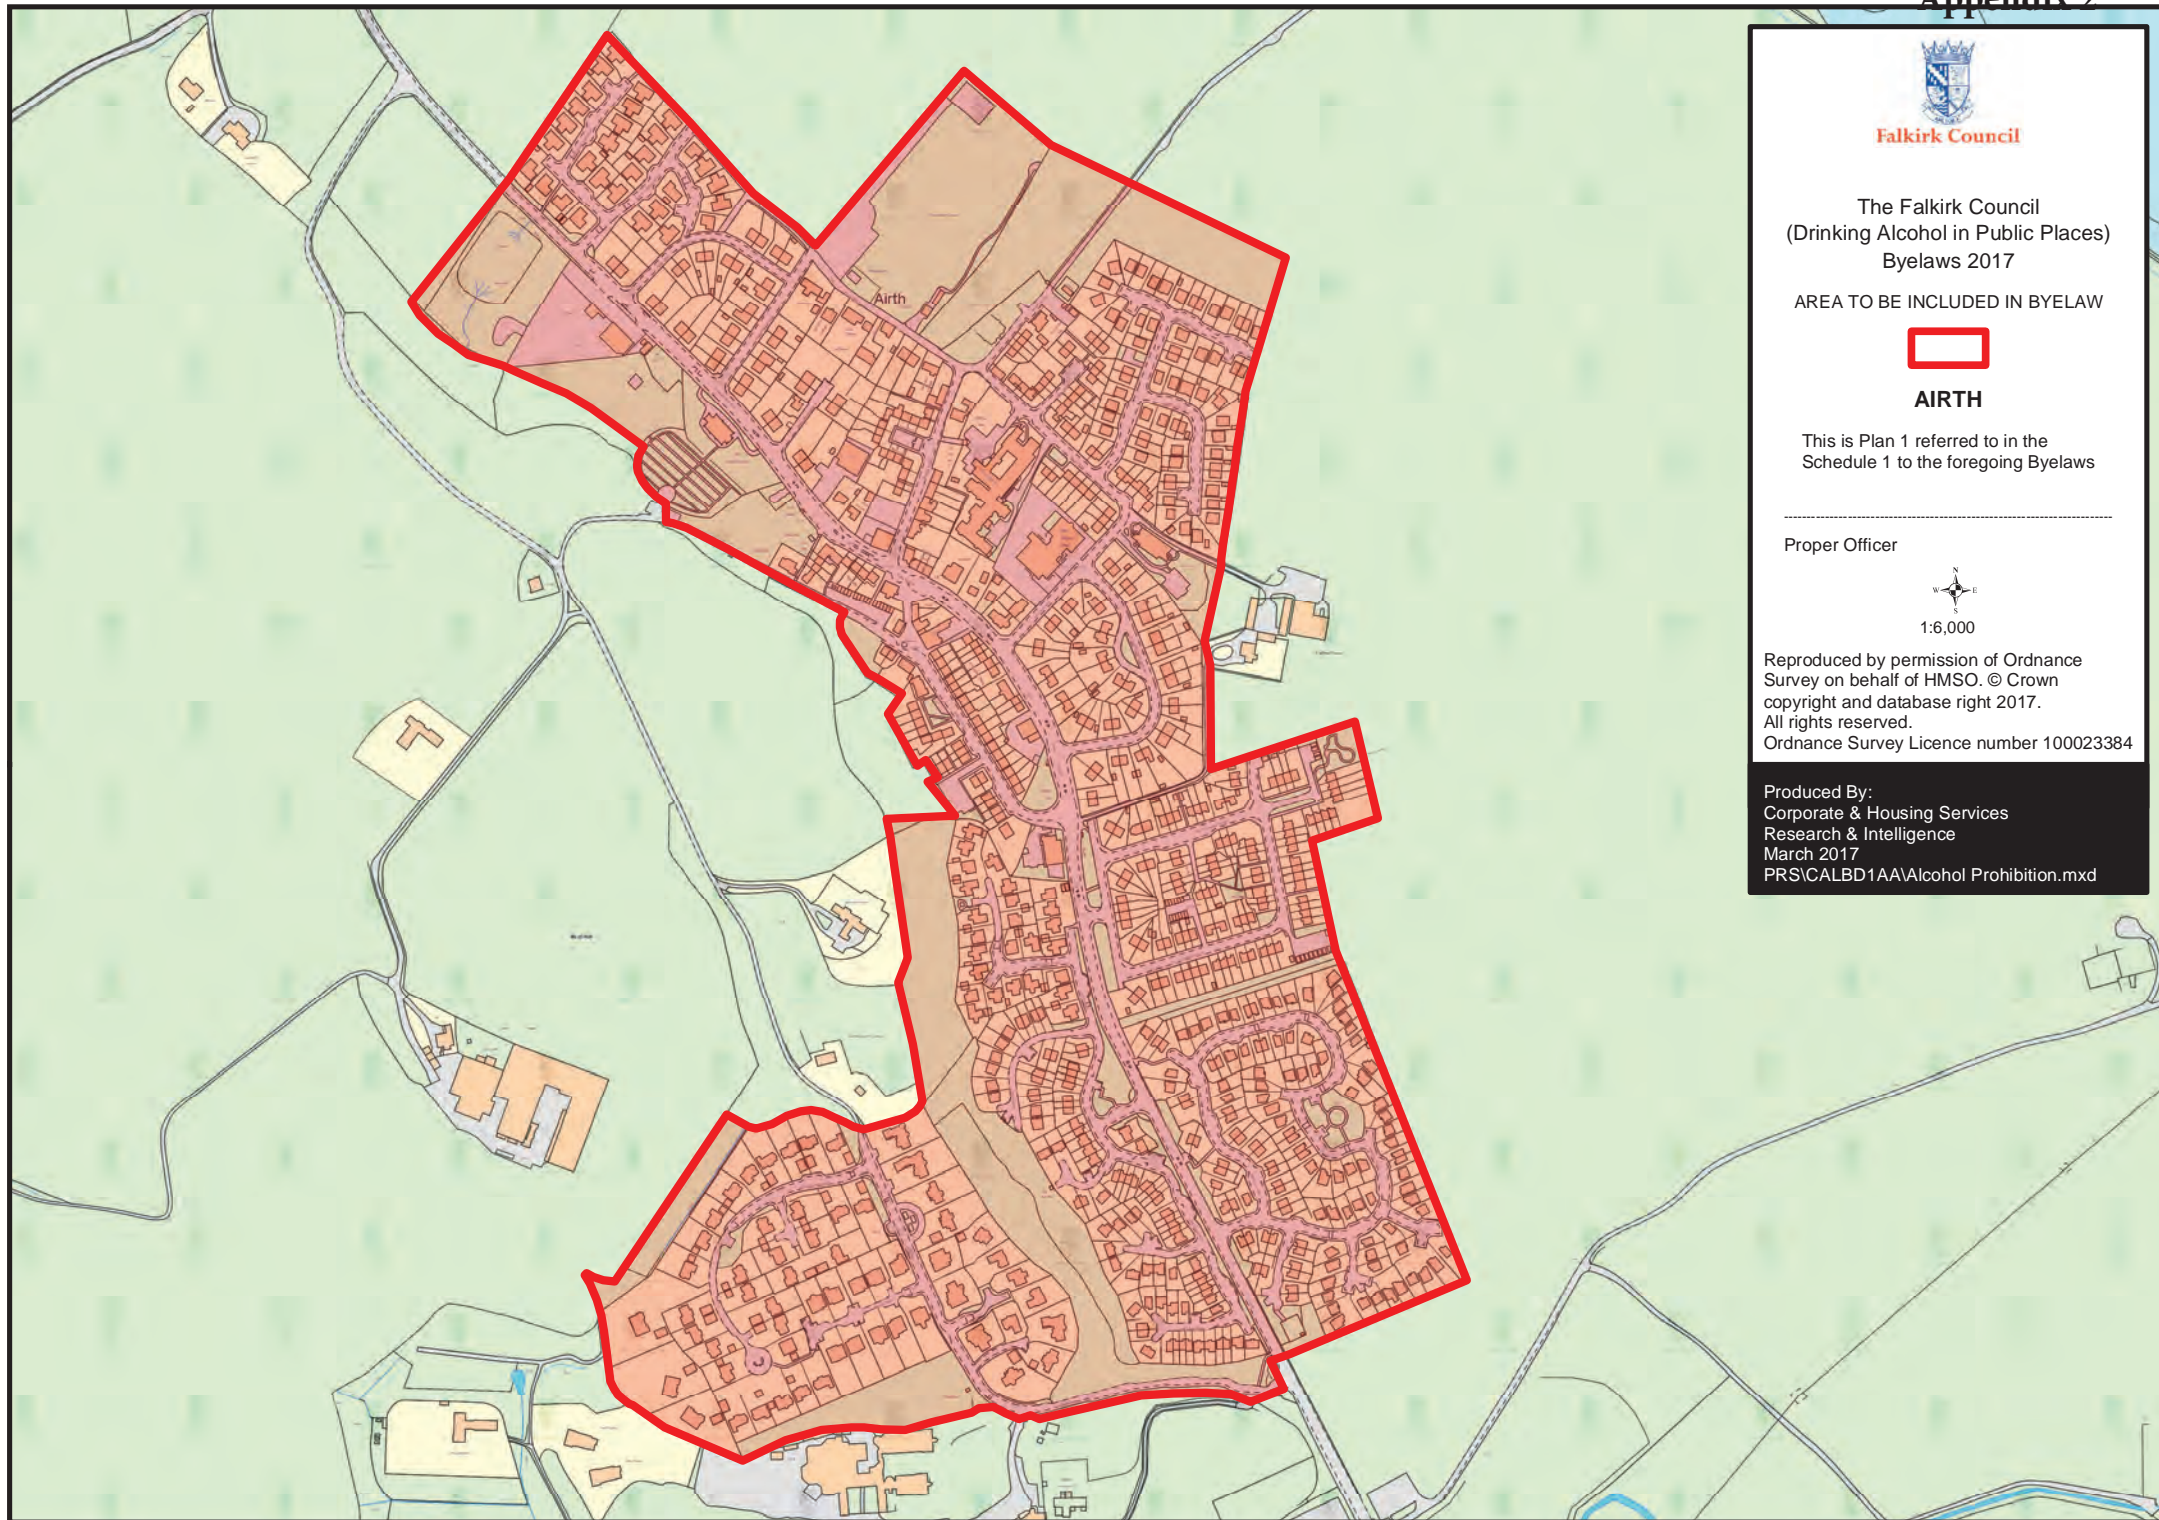 Appendix 2
Falkirk Council
The Falkirk Council
(Drinking Alcohol in Public Places)
Byelaws 2017
AREA TO BE INCLUDED IN BYELAW
AIRTH
This is Plan 1 referred to in the
Schedule 1 to the foregoing Byelaws
Proper Officer
N
W E
S
1:6,000
Reproduced by permission of Ordnance
Survey on behalf of HMSO. © Crown
copyright and database right 2017.
All rights reserved.
Ordnance Survey Licence number 100023384
Produced By:
Corporate & Housing Services
Research & Intelligence
March 2017
PRS\CALBD1AA\Alcohol Prohibition.mxd
Airth